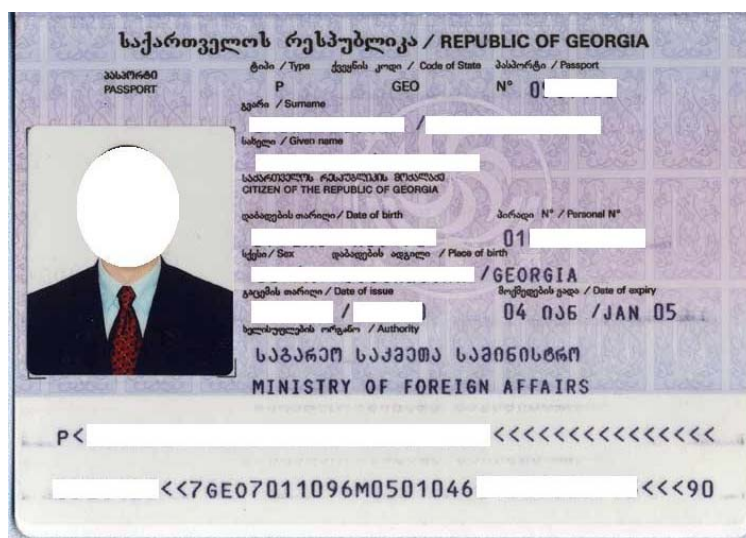 საქართველოს რესპუბლიკა / REPUBLIC OF GEORGIA
ტიპი / Type ქვეყნის კოდი / Code of State პასპორტი / Passport
პასპორტი
PASSPORT P GEO N° 0
გვარი / Surname
/
სახელი / Given name
საქართველოს რესპუბლიკის მოქალაქე
CITIZEN OF THE REPUBLIC OF GEORGIA
დაბადების თარიღი / Date of birth პირადი N° / Personal N°
01
სქესი / Sex დაბადების ადგილი / Place of birth
/GEORGIA
გაცემის თარიღი / Date of issue მოქმედების ვადა / Date of expiry
/ 04 იან /JAN 05
ხელისუფლების ორგანო / Authority
საგარეო საქმეთა სამინისტრო
MINISTRY OF FOREIGN AFFAIRS
P< <<<<<<<<<<<<<<<
<<7GEO7011096M0501046 <<<90